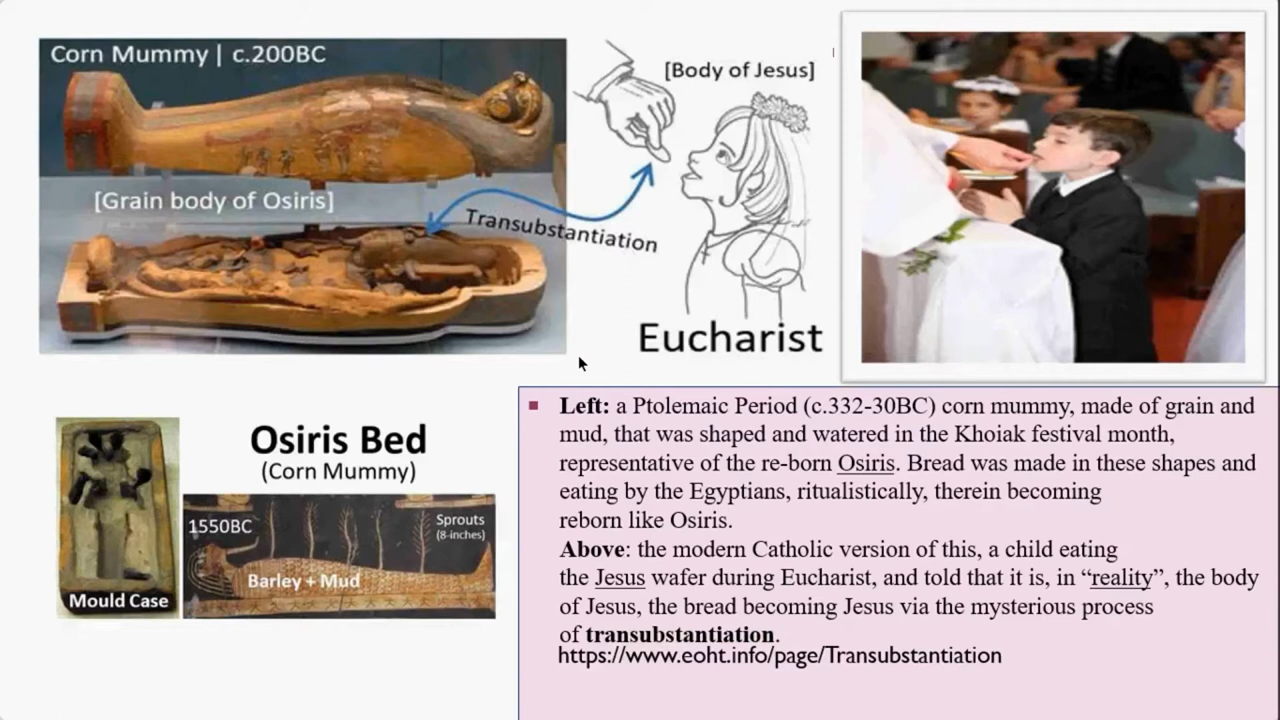 Corn Mummy | c.200BC
[Grain body of Osiris]
Transubstantiation
[Body of Jesus]
Eucharist
Osiris Bed
(Corn Mummy)
Mould Case
1550BC
Sprouts
(8-inches)
Barley + Mud
Left: a Ptolemaic Period (c.332-30BC) corn mummy, made of grain and
mud, that was shaped and watered in the Khoiak festival month,
representative of the re-born Osiris. Bread was made in these shapes and
eating by the Egyptians, ritualistically, therein becoming
reborn like Osiris.
Above: the modern Catholic version of this, a child eating
the Jesus wafer during Eucharist, and told that it is, in “reality”, the body
of Jesus, the bread becoming Jesus via the mysterious process
of transubstantiation.
https://www.eoht.info/page/Transubstantiation